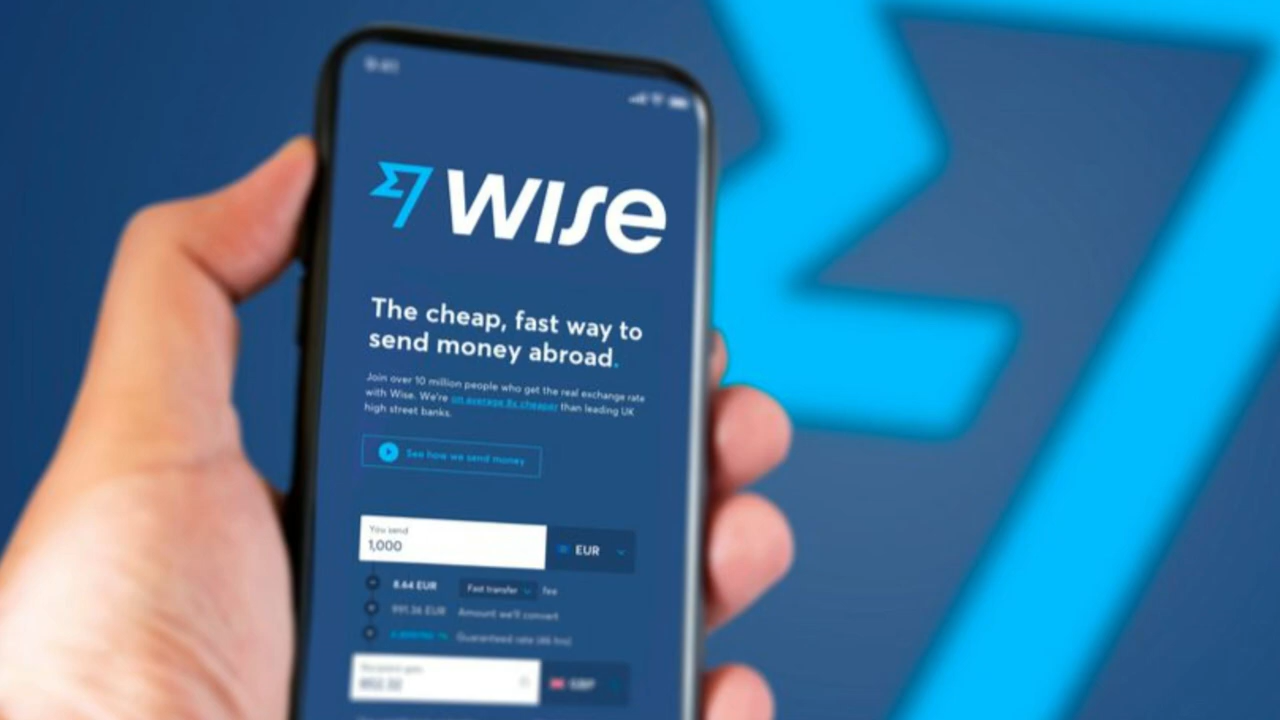 9:41
WISE
The cheap, fast way to
send money abroad.
Join over 10 million people who get the real exchange rate
with Wise. We're on average 8x cheaper than leading UK
high street banks.
See how we send money
You send
1,000
EUR
8.64 EUR Fast transfer fee
991.36 EUR Amount we'll convert
Guaranteed rate
GBP